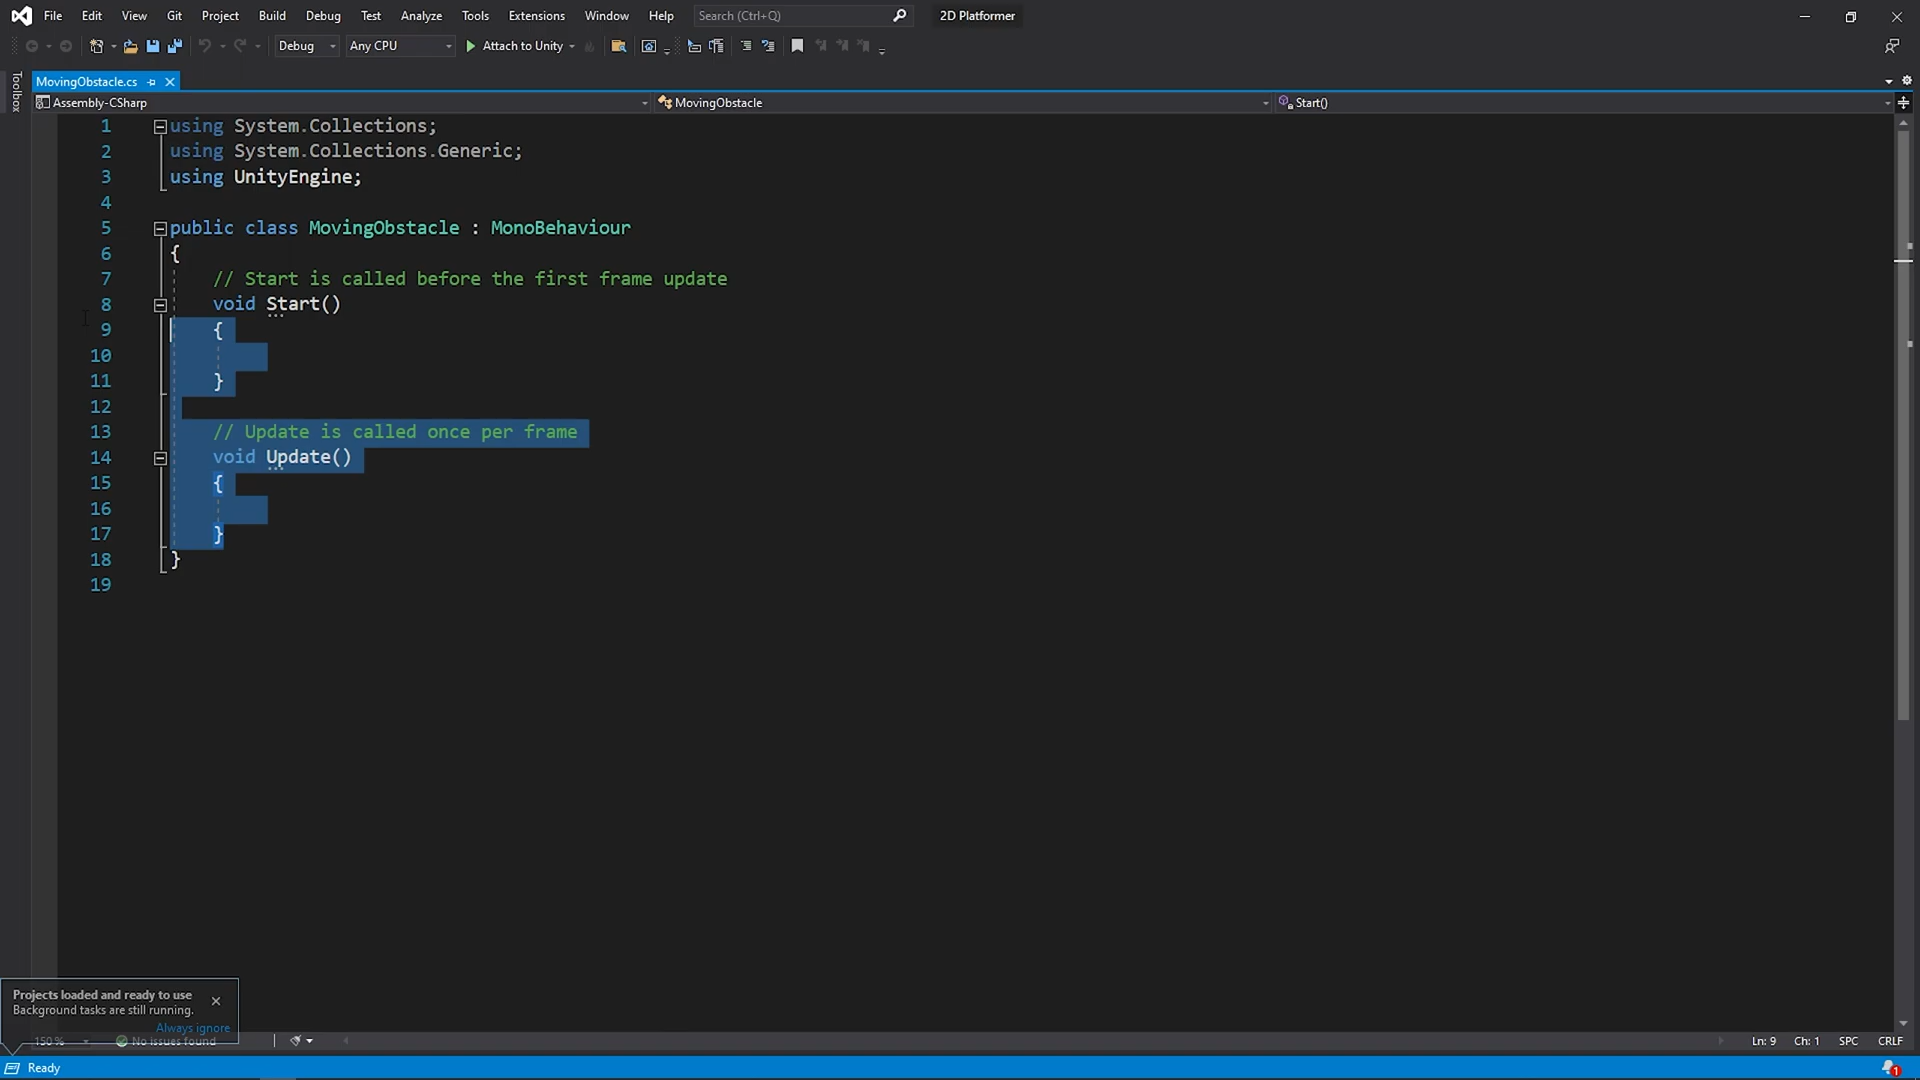 File Edit View Git Project Build Debug Test Analyze Tools Extensions Window Help Search (Ctrl+Q) 2D Platformer
Debug Any CPU Attach to Unity
Toolbox
MovingObstacle.cs
Assembly-CSharp MovingObstacle Start()
1 using System.Collections;
2 using System.Collections.Generic;
3 using UnityEngine;
4
5 public class MovingObstacle : MonoBehaviour
6 {
7 // Start is called before the first frame update
8 void Start()
9 {
10
11 }
12
13 // Update is called once per frame
14 void Update()
15 {
16
17 }
18 }
19
Projects loaded and ready to use
Background tasks are still running.
Always ignore
150 % No issues found Ln: 9 Ch: 1 SPC CRLF
Ready 1